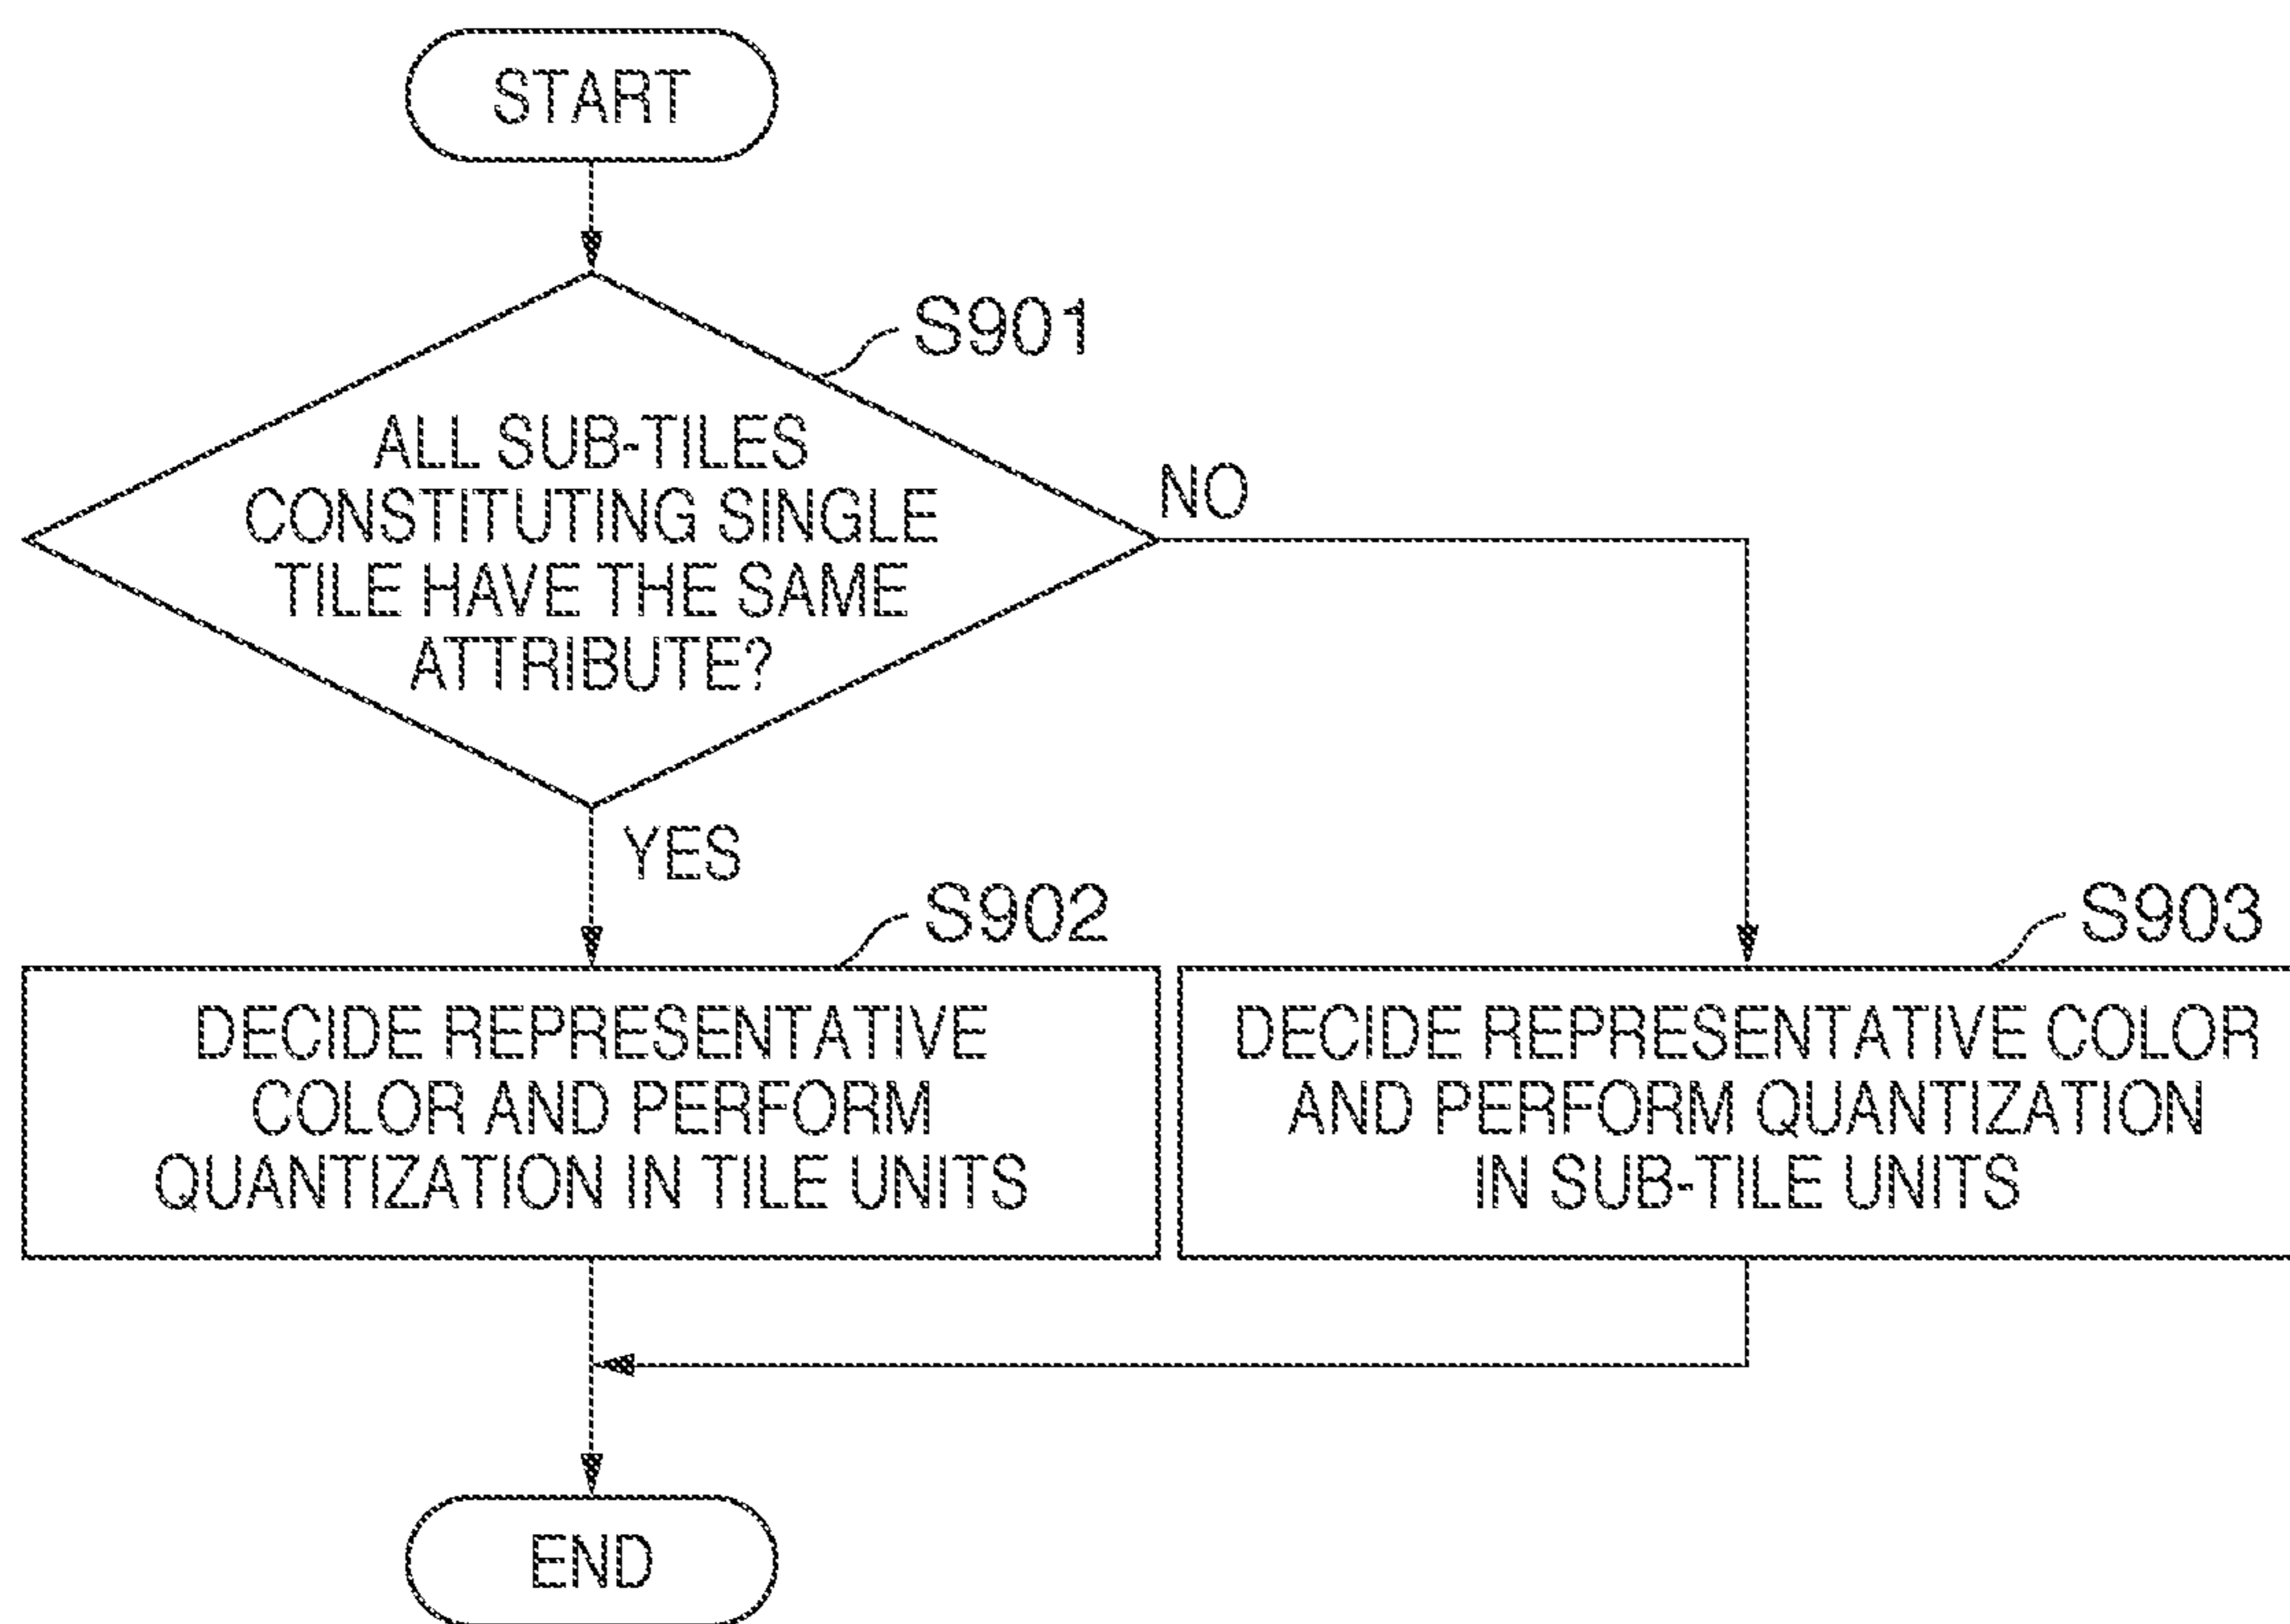 START
S901
ALL SUB-TILES
CONSTITUTING SINGLE
TILE HAVE THE SAME
ATTRIBUTE?
NO
YES
S902
DECIDE REPRESENTATIVE
COLOR AND PERFORM
QUANTIZATION IN TILE UNITS
S903
DECIDE REPRESENTATIVE COLOR
AND PERFORM QUANTIZATION
IN SUB-TILE UNITS
END